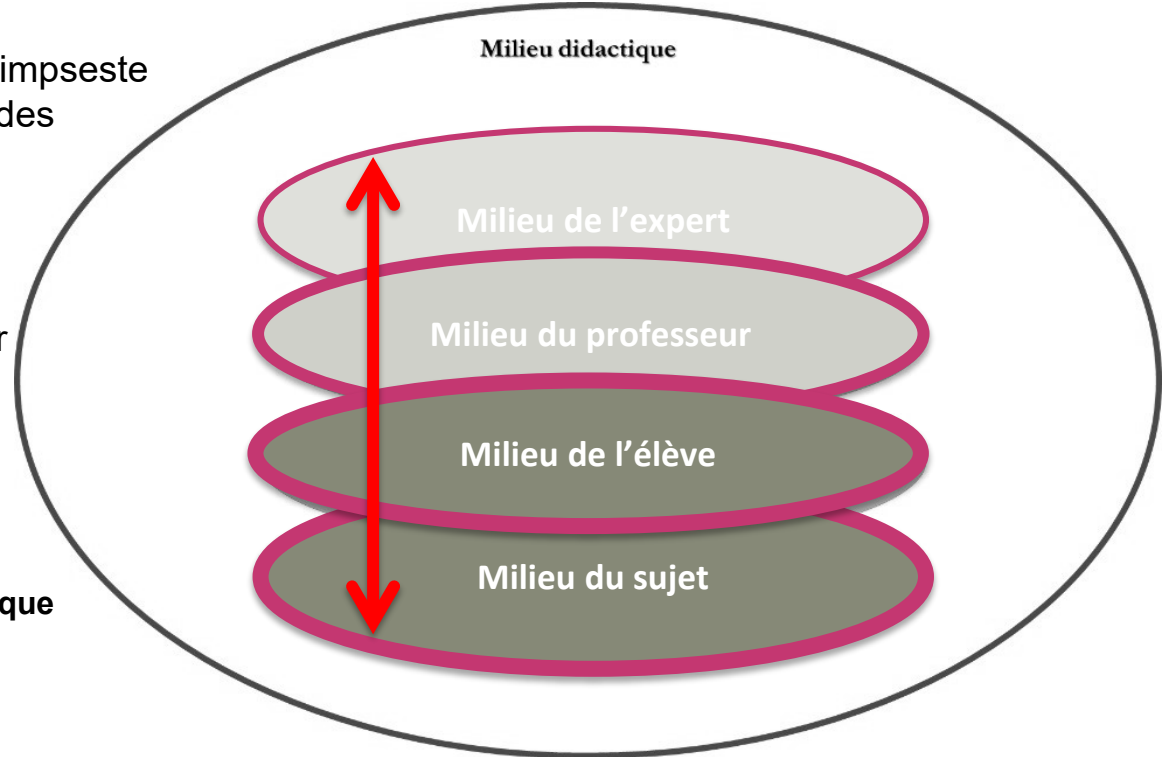 Milieu didactique
impseste
des
Milieu de l’expert
r
Milieu du professeur
Milieu de l’élève
Milieu du sujet
que